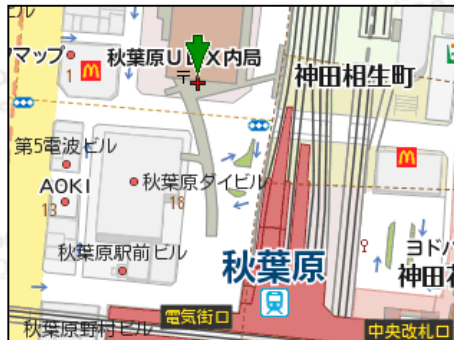 マップ
1
秋葉原UDX内局
〒
神田相生町
第5電波ビル
AOKI
13
秋葉原ダイビル
18
秋葉原駅前ビル
秋葉原
ヨドバ
神田花
秋葉原野村ビル
電気街口
中央改札口